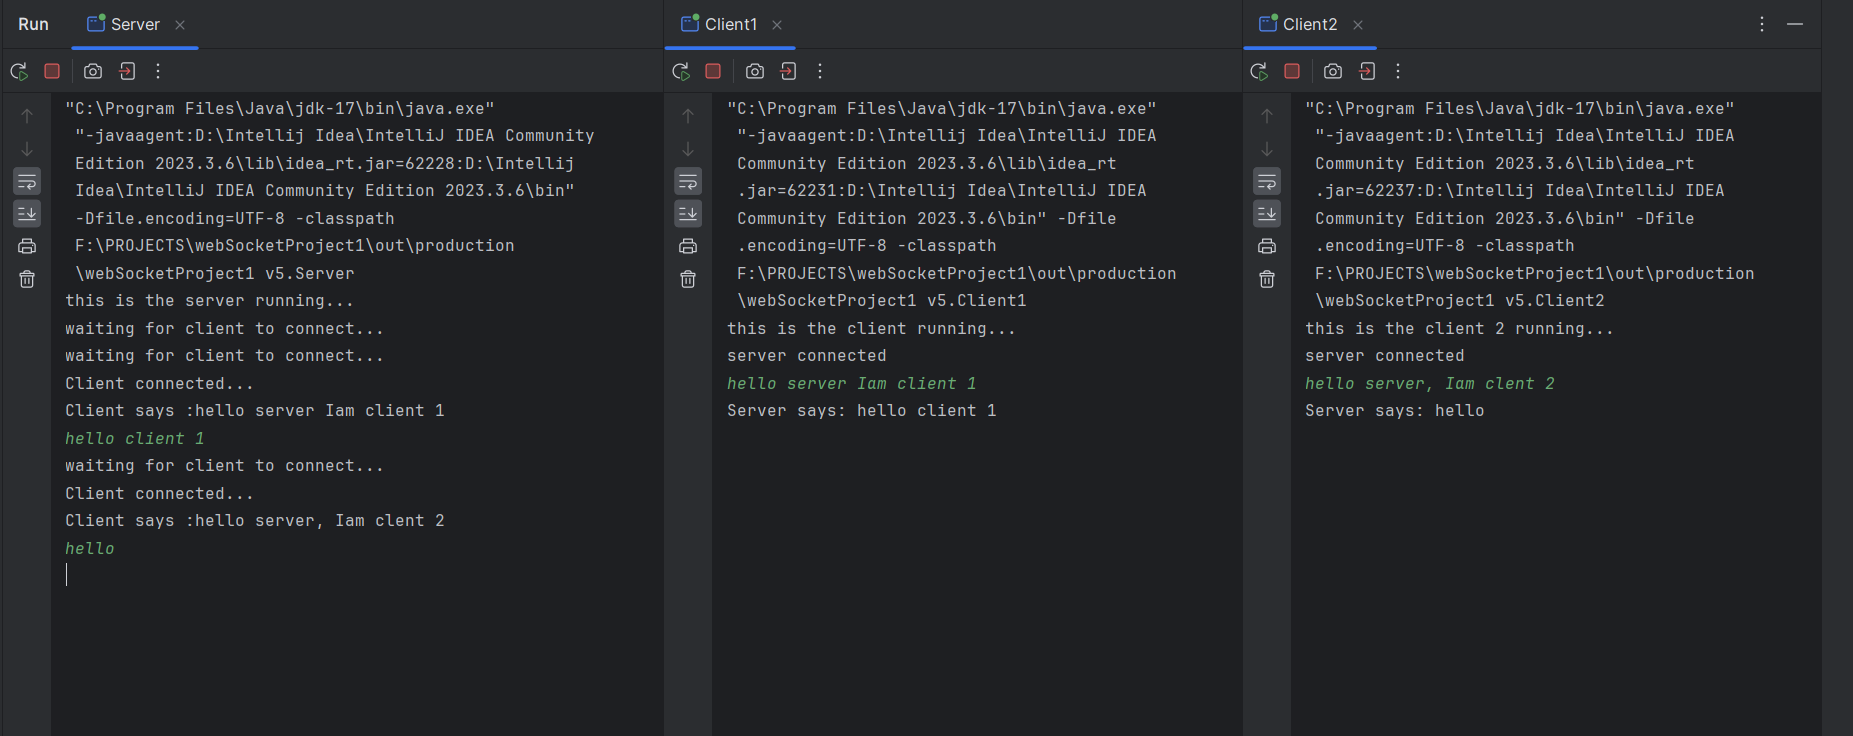 Run
Server
"C:\Program Files\Java\jdk-17\bin\java.exe"
"-javaagent:D:\Intellij Idea\IntelliJ IDEA Community
Edition 2023.3.6\lib\idea_rt.jar=62228:D:\Intellij
Idea\IntelliJ IDEA Community Edition 2023.3.6\bin"
-Dfile.encoding=UTF-8 -classpath
F:\PROJECTS\webSocketProject1\out\production
\webSocketProject1 v5.Server
this is the server running...
waiting for client to connect...
waiting for client to connect...
Client connected...
Client says :hello server Iam client 1
hello client 1
waiting for client to connect...
Client connected...
Client says :hello server, Iam clent 2
hello
Client1
"C:\Program Files\Java\jdk-17\bin\java.exe"
"-javaagent:D:\Intellij Idea\IntelliJ IDEA
Community Edition 2023.3.6\lib\idea_rt
.jar=62231:D:\Intellij Idea\IntelliJ IDEA
Community Edition 2023.3.6\bin" -Dfile
.encoding=UTF-8 -classpath
F:\PROJECTS\webSocketProject1\out\production
\webSocketProject1 v5.Client1
this is the client running...
server connected
hello server Iam client 1
Server says: hello client 1
Client2
"C:\Program Files\Java\jdk-17\bin\java.exe"
"-javaagent:D:\Intellij Idea\IntelliJ IDEA
Community Edition 2023.3.6\lib\idea_rt
.jar=62237:D:\Intellij Idea\IntelliJ IDEA
Community Edition 2023.3.6\bin" -Dfile
.encoding=UTF-8 -classpath
F:\PROJECTS\webSocketProject1\out\production
\webSocketProject1 v5.Client2
this is the client 2 running...
server connected
hello server, Iam clent 2
Server says: hello